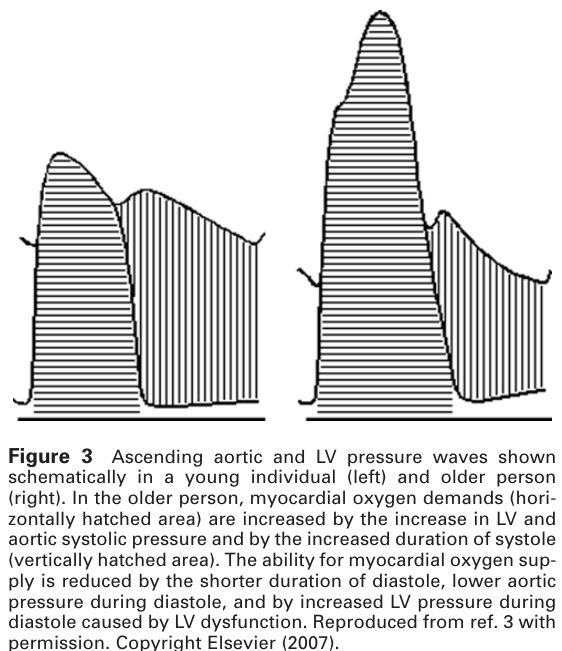 Figure 3 Ascending aortic and LV pressure waves shown
schematically in a young individual (left) and older person
(right). In the older person, myocardial oxygen demands (hori-
zontally hatched area) are increased by the increase in LV and
aortic systolic pressure and by the increased duration of systole
(vertically hatched area). The ability for myocardial oxygen sup-
ply is reduced by the shorter duration of diastole, lower aortic
pressure during diastole, and by increased LV pressure during
diastole caused by LV dysfunction. Reproduced from ref. 3 with
permission. Copyright Elsevier (2007).